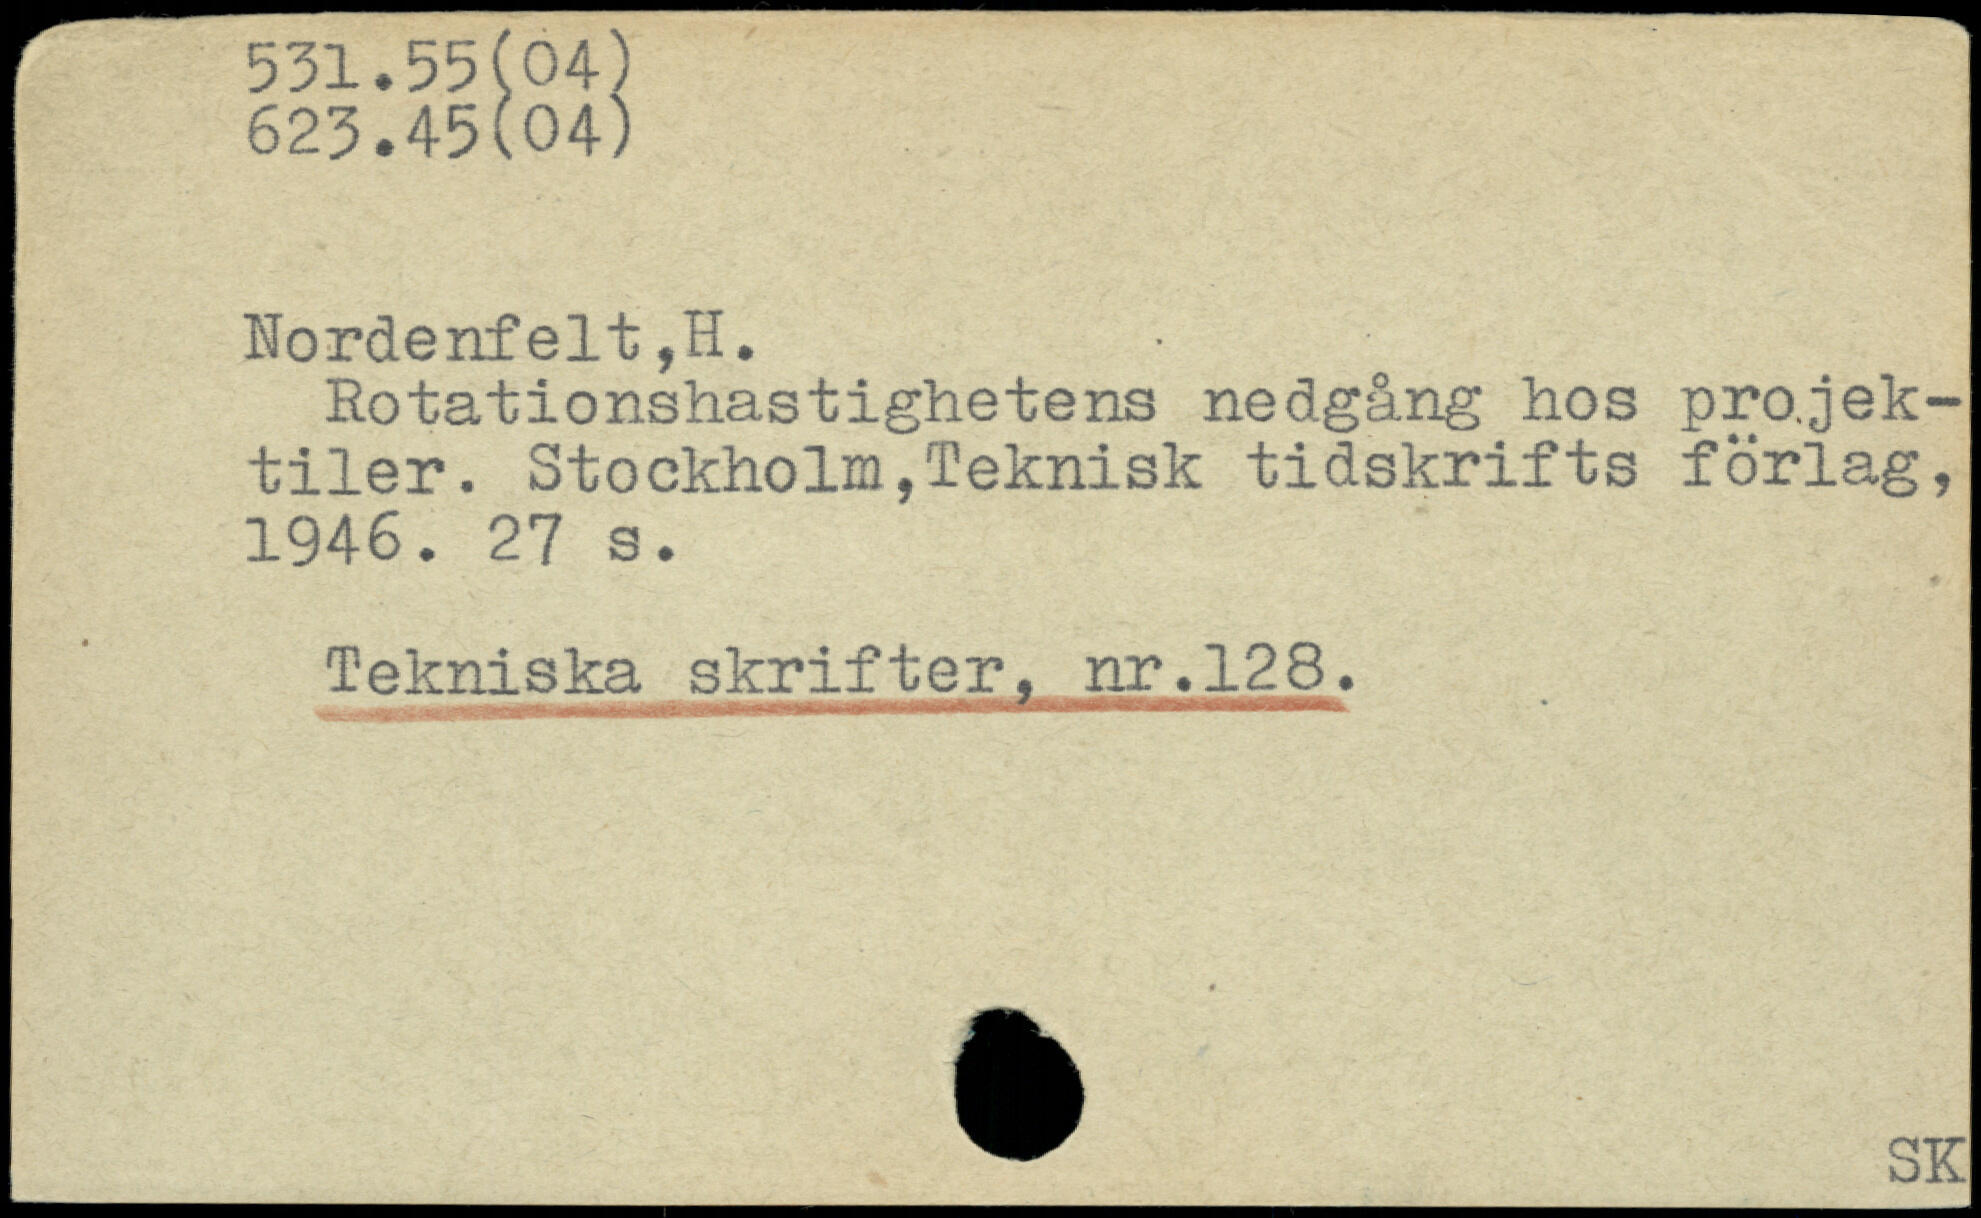 531.55(04)
623.45(04)
Nordenfelt,H.
Rotationshastighetens nedgång hos projek-
tiler. Stockholm,Teknisk tidskrifts förlag,
1946. 27 s.
Tekniska skrifter, nr.128.
SK